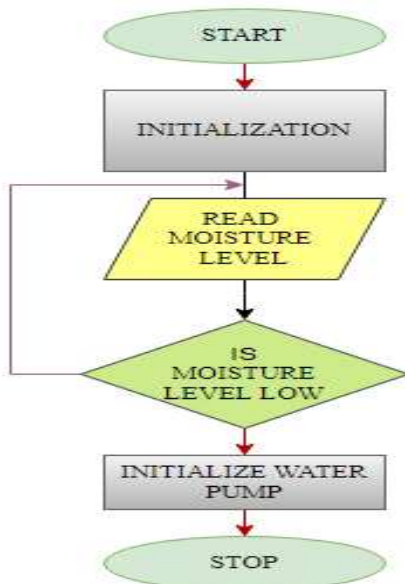 START
INITIALIZATION
READ
MOISTURE
LEVEL
IS
MOISTURE
LEVEL LOW
INITIALIZE WATER
PUMP
STOP